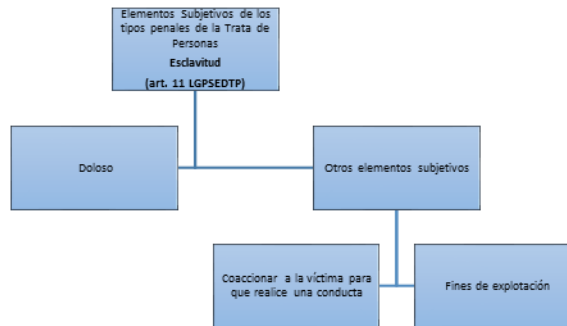 Elementos Subjetivos de los
tipos penales de la Trata de
Personas
Esclavitud
(art. 11 LGPSEDTP)
Doloso
Otros elementos subjetivos
Coaccionar a la víctima para
que realice una conducta
Fines de explotación